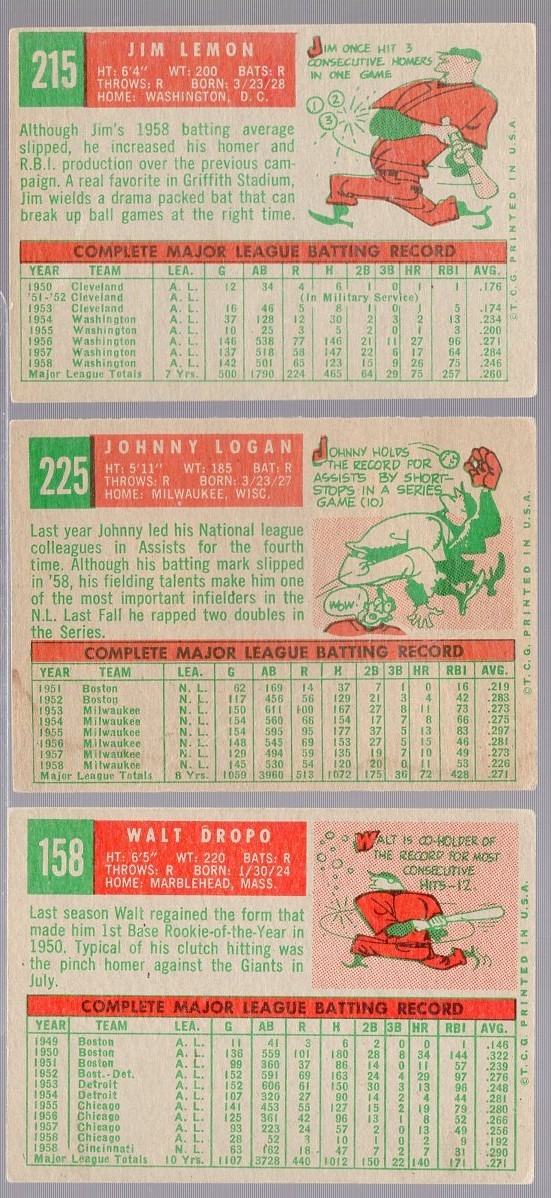 215
JIM LEMON
HT: 6'4" WT: 200 BATS: R
THROWS: R BORN: 3/23/28
HOME: WASHINGTON, D. C.
JIM ONCE HIT 3
CONSECUTIVE HOMERS
IN ONE GAME
1 2
3
Although Jim's 1958 batting average
slipped, he increased his homer and
R.B.I. production over the previous cam-
paign. A real favorite in Griffith Stadium,
Jim wields a drama packed bat that can
break up ball games at the right time.
COMPLETE MAJOR LEAGUE BATTING RECORD
YEAR TEAM LEA. G AB R H 2B 3B HR RBI AVG.
1950 Cleveland A. L. 12 34 4 6 1 0 1 1 .176
'51-'52 Cleveland A. L. (In Military Service)
1953 Cleveland A. L. 16 46 5 8 1 0 1 5 .174
1954 Washington A. L. 37 128 12 30 2 3 2 13 .234
1955 Washington A. L. 10 25 3 5 2 0 1 3 .200
1956 Washington A. L. 146 538 77 146 21 11 27 96 .271
1957 Washington A. L. 137 518 58 147 22 6 17 64 .284
1958 Washington A. L. 142 501 65 123 15 9 26 75 .246
Major League Totals 7 Yrs. 500 1790 224 465 64 29 75 257 .260
©T.C.G. PRINTED IN U.S.A.
225
JOHNNY LOGAN
HT: 5'11" WT: 185 BAT: R
THROWS: R BORN: 3/23/27
HOME: MILWAUKEE, WISC.
JOHNNY HOLDS
THE RECORD FOR
ASSISTS BY SHORT-
STOPS IN A SERIES
GAME (10)
WOW!
Last year Johnny led his National league
colleagues in Assists for the fourth
time. Although his batting mark slipped
in '58, his fielding talents make him one
of the most important infielders in the
N.L. Last Fall he rapped two doubles in
the Series.
COMPLETE MAJOR LEAGUE BATTING RECORD
YEAR TEAM LEA. G AB R H 2B 3B HR RBI AVG.
1951 Boston N. L. 62 169 14 37 7 1 0 16 .219
1952 Boston N. L. 117 456 56 129 21 3 4 42 .283
1953 Milwaukee N. L. 150 611 100 167 27 8 11 73 .273
1954 Milwaukee N. L. 154 560 66 154 17 7 8 66 .275
1955 Milwaukee N. L. 154 595 95 177 37 5 13 83 .297
1956 Milwaukee N. L. 148 545 69 153 27 5 15 46 .281
1957 Milwaukee N. L. 129 494 59 135 19 7 10 49 .273
1958 Milwaukee N. L. 145 530 54 120 20 0 11 53 .226
Major League Totals 8 Yrs. 1059 3960 513 1072 175 36 72 428 .271
©T.C.G. PRINTED IN U.S.A.
158
WALT DROPO
HT: 6'5" WT: 220 BATS: R
THROWS: R BORN: 1/30/24
HOME: MARBLEHEAD, MASS.
WALT IS CO-HOLDER OF
THE RECORD FOR MOST
CONSECUTIVE
HITS-12.
Last season Walt regained the form that
made him 1st Base Rookie-of-the-Year in
1950. Typical of his clutch hitting was
the pinch homer against the Giants in
July.
COMPLETE MAJOR LEAGUE BATTING RECORD
YEAR TEAM LEA. G AB R H 2B 3B HR RBI AVG.
1949 Boston A. L. 11 41 3 6 2 0 0 1 .146
1950 Boston A. L. 136 559 101 180 28 8 34 144 .322
1951 Boston A. L. 99 360 37 86 14 0 11 57 .239
1952 Bost.-Det. A. L. 152 591 69 163 24 4 29 97 .276
1953 Detroit A. L. 152 606 61 150 30 3 13 96 .248
1954 Detroit A. L. 107 320 27 90 14 2 4 44 .281
1955 Chicago A. L. 141 453 55 127 15 2 19 79 .280
1956 Chicago A. L. 125 361 42 96 13 1 8 52 .266
1957 Chicago A. L. 93 223 24 57 2 0 13 49 .256
1958 Chicago A. L. 28 52 3 10 1 0 2 9 .192
1958 Cincinnati N. L. 63 162 18 47 7 2 7 31 .290
Major League Totals 10 Yrs. 1107 3728 440 1012 150 22 140 171 .271
©T.C.G. PRINTED IN U.S.A.